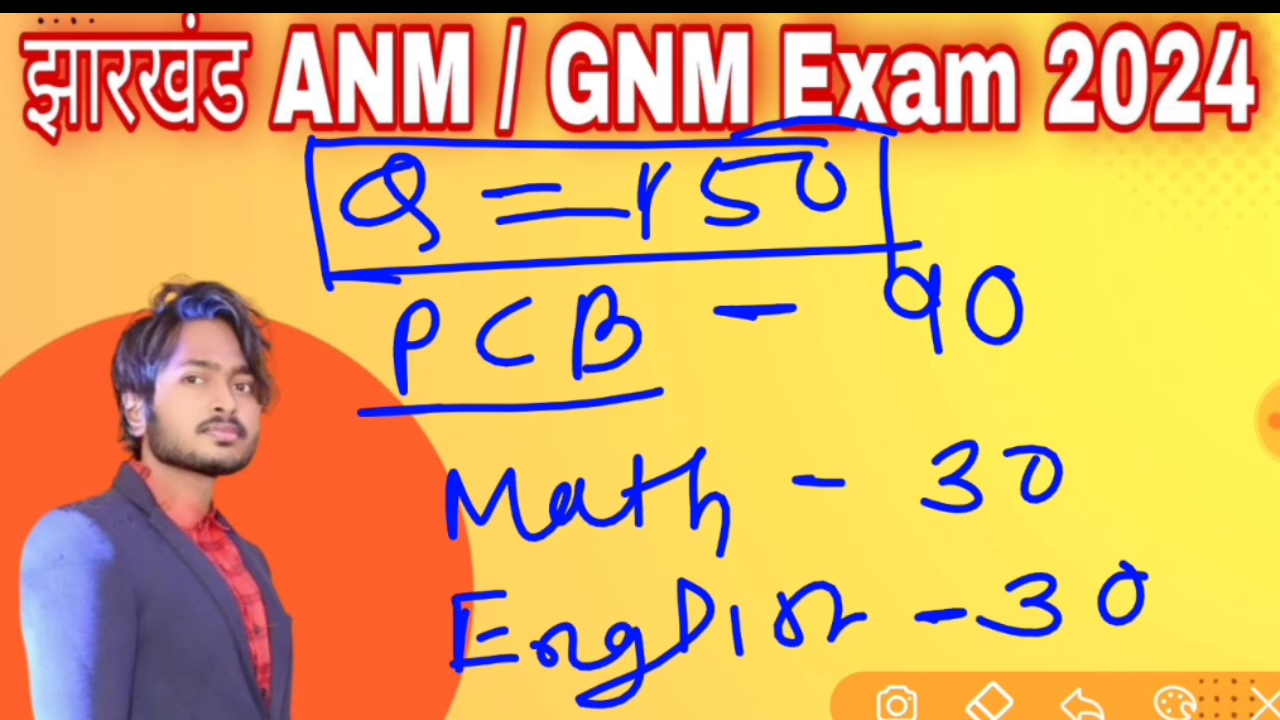 झारखंड ANM / GNM Exam 2024
Q = 150
PCB - 90
Math - 30
English - 30